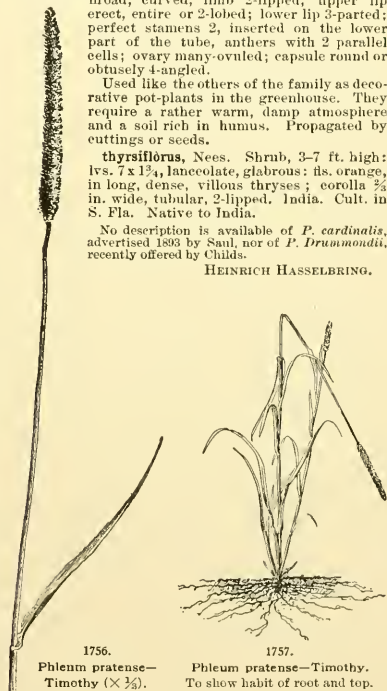 broad, curved, limb 2-lipped, upper lip
erect, entire or 2-lobed; lower lip 3-parted;
perfect stamens 2, inserted on the lower
part of the tube, anthers with 2 parallel
cells; ovary many-ovuled; capsule round or
obtusely 4-angled.
Used like the others of the family as deco-
rative pot-plants in the greenhouse. They
require a rather warm, damp atmosphere
and a soil rich in humus. Propagated by
cuttings or seeds.
thyrsiflòrus, Nees. Shrub, 3-7 ft. high:
lvs. 7 x 1¾, lanceolate, glabrous: fls. orange,
in long, dense, villous thryses; corolla ⅔
in. wide, tubular, 2-lipped. India. Cult. in
S. Fla. Native to India.
No description is available of P. cardinalis,
advertised 1893 by Saul, nor of P. Drummondii,
recently offered by Childs.
HEINRICH HASSELBRING.
1756.
Phleum pratense—
Timothy (× ⅓).
1757.
Phleum pratense—Timothy.
To show habit of root and top.